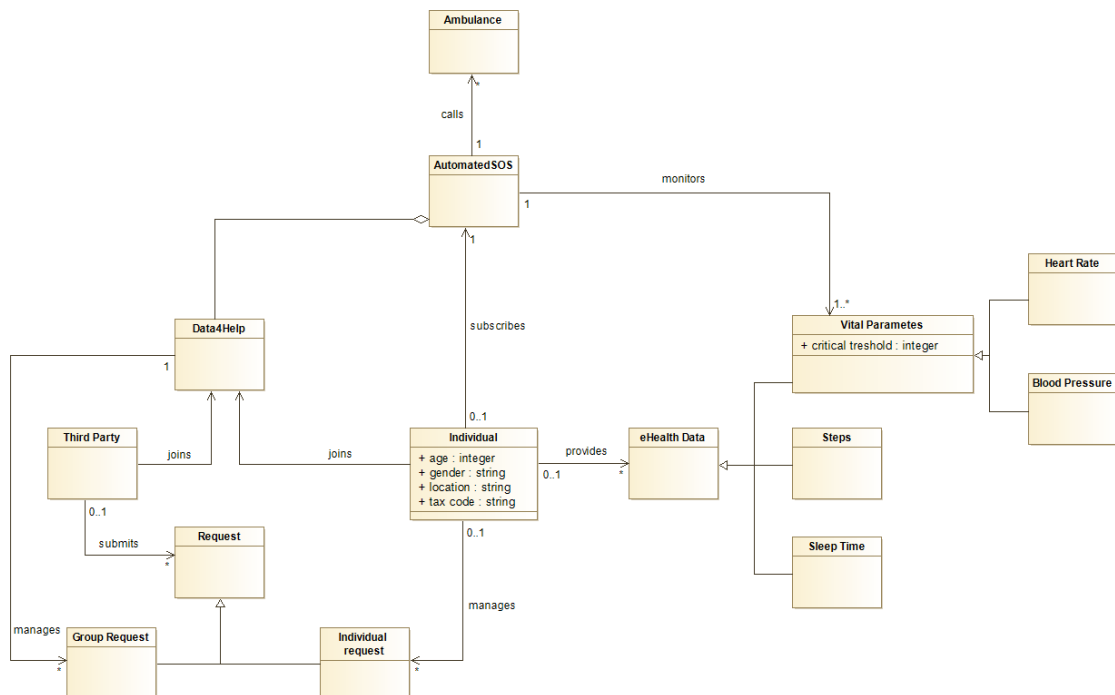 Ambulance
*
calls
1
AutomatedSOS
monitors
1
1
Heart Rate
1..*
Data4Help
subscribes
Vital Parametes
+ critical treshold : integer
1
Blood Pressure
0..1
Third Party
Individual
eHealth Data
Steps
joins
joins
+ age : integer
+ gender : string
+ location : string
+ tax code : string
provides
0..1
*
0..1
0..1
Request
submits
*
Sleep Time
manages
manages
Group Request
Individual
request
*
*